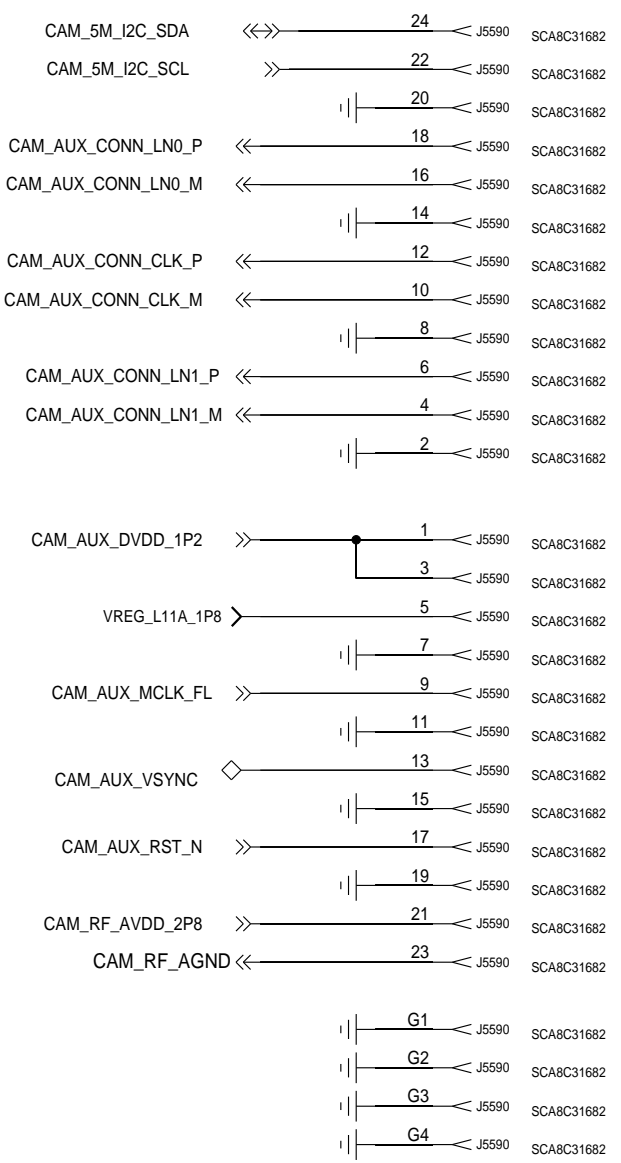 CAM_5M_I2C_SDA 24 J5590 SCA8C31682
CAM_5M_I2C_SCL 22 J5590 SCA8C31682
20 J5590 SCA8C31682
CAM_AUX_CONN_LN0_P 18 J5590 SCA8C31682
CAM_AUX_CONN_LN0_M 16 J5590 SCA8C31682
14 J5590 SCA8C31682
CAM_AUX_CONN_CLK_P 12 J5590 SCA8C31682
CAM_AUX_CONN_CLK_M 10 J5590 SCA8C31682
8 J5590 SCA8C31682
CAM_AUX_CONN_LN1_P 6 J5590 SCA8C31682
CAM_AUX_CONN_LN1_M 4 J5590 SCA8C31682
2 J5590 SCA8C31682
CAM_AUX_DVDD_1P2 1 J5590 SCA8C31682
3 J5590 SCA8C31682
VREG_L11A_1P8 5 J5590 SCA8C31682
7 J5590 SCA8C31682
CAM_AUX_MCLK_FL 9 J5590 SCA8C31682
11 J5590 SCA8C31682
CAM_AUX_VSYNC 13 J5590 SCA8C31682
15 J5590 SCA8C31682
CAM_AUX_RST_N 17 J5590 SCA8C31682
19 J5590 SCA8C31682
CAM_RF_AVDD_2P8 21 J5590 SCA8C31682
CAM_RF_AGND 23 J5590 SCA8C31682
G1 J5590 SCA8C31682
G2 J5590 SCA8C31682
G3 J5590 SCA8C31682
G4 J5590 SCA8C31682